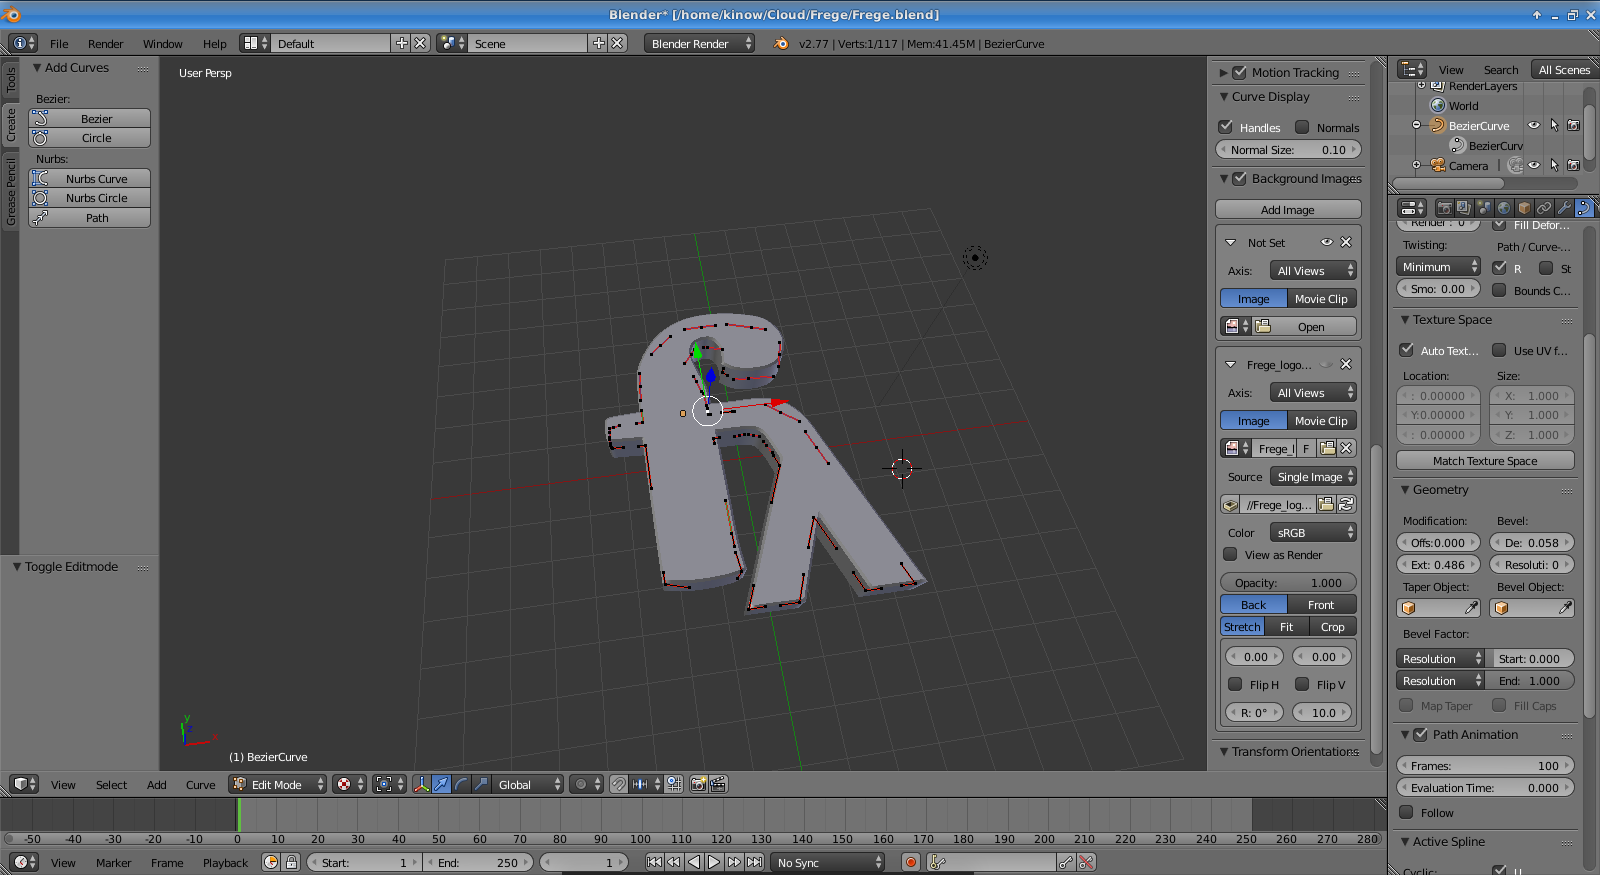 Blender* [/home/kinow/Cloud/Frege/Frege.blend]
File Render Window Help Default Scene Blender Render v2.77 | Verts:1/117 | Mem:41.45M | BezierCurve
Tools
Create
Grease Pencil
Add Curves
Bezier:
Bezier
Circle
Nurbs:
Nurbs Curve
Nurbs Circle
Path
Toggle Editmode
User Persp
(1) BezierCurve
Motion Tracking
Curve Display
Handles Normals
Normal Size: 0.10
Background Images
Add Image
Not Set
Axis: All Views
Image Movie Clip
Open
Frege_logo...
Axis: All Views
Image Movie Clip
Frege_l F
Source Single Image
//Frege_log...
Color sRGB
View as Render
Opacity: 1.000
Back Front
Stretch Fit Crop
0.00 0.00
Flip H Flip V
R: 0° 10.0
Transform Orientations
View Search All Scenes
RenderLayers
World
BezierCurve
BezierCurv
Camera
Render : 0 Fill Defor...
Twisting: Path / Curve-...
Minimum R St
Smo: 0.00 Bounds C...
Texture Space
Auto Text... Use UV f...
Location: Size:
: 0.00000 X: 1.000
Y:0.00000 Y: 1.000
: 0.00000 Z: 1.000
Match Texture Space
Geometry
Modification: Bevel:
Offs:0.000 De: 0.058
Ext: 0.486 Resoluti: 0
Taper Object: Bevel Object:
Bevel Factor:
Resolution Start: 0.000
Resolution End: 1.000
Map Taper Fill Caps
Path Animation
Frames: 100
Evaluation Time: 0.000
Follow
Active Spline
Cyclic: U
y
z
x
View Select Add Curve Edit Mode Global
-50 -40 -30 -20 -10 0 10 20 30 40 50 60 70 80 90 100 110 120 130 140 150 160 170 180 190 200 210 220 230 240 250 260 270 280
View Marker Frame Playback Start: 1 End: 250 1 No Sync